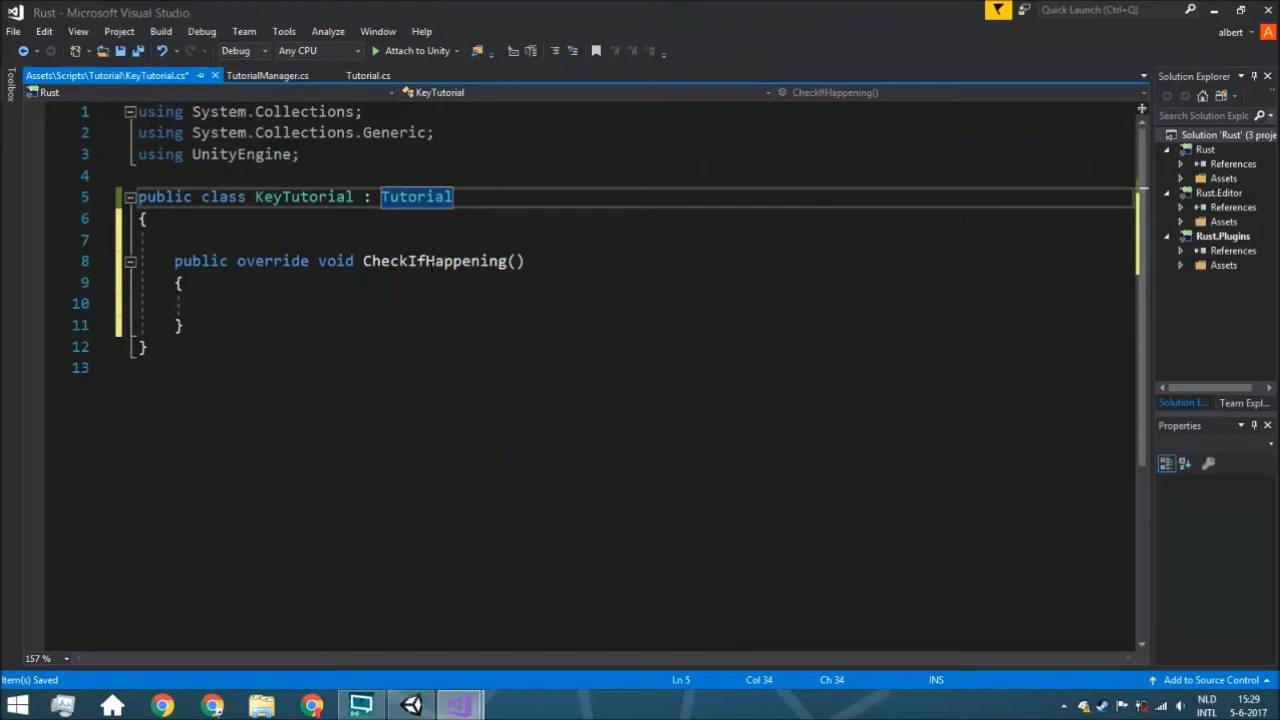 Rust - Microsoft Visual Studio
Quick Launch (Ctrl+Q)
File Edit View Project Build Debug Team Tools Analyze Window Help
albert A
Debug Any CPU Attach to Unity
Toolbox
Assets\Scripts\Tutorial\KeyTutorial.cs* TutorialManager.cs Tutorial.cs
Rust KeyTutorial CheckIfHappening()
1 using System.Collections;
2 using System.Collections.Generic;
3 using UnityEngine;
4
5 public class KeyTutorial : Tutorial
6 {
7
8 public override void CheckIfHappening()
9 {
10
11 }
12 }
13
Solution Explorer
Search Solution Explc
Solution 'Rust' (3 proje
Rust
References
Assets
Rust.Editor
References
Assets
Rust.Plugins
References
Assets
Solution E... Team Expl...
Properties
157 %
Item(s) Saved Ln 5 Col 34 Ch 34 INS Add to Source Control
NLD
INTL
15:29
5-6-2017